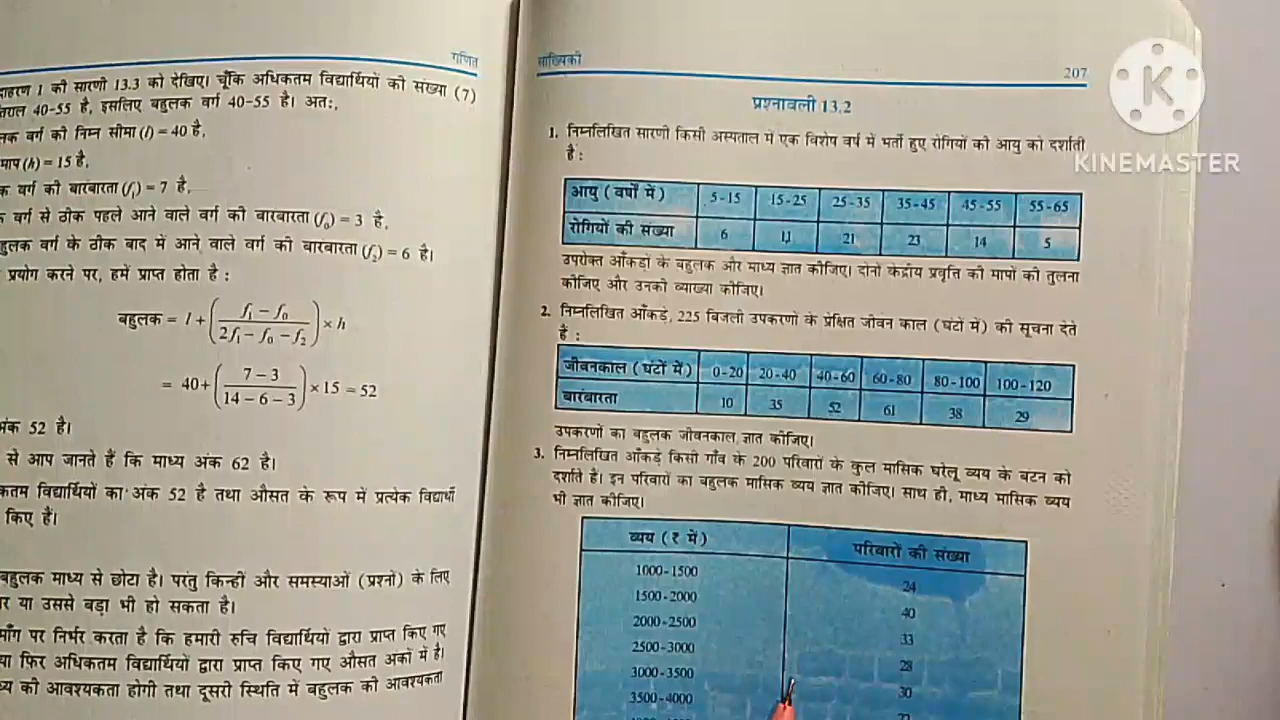 गणित
उदाहरण 1 की सारणी 13.3 को देखिए। चूँकि अधिकतम विद्यार्थियों की संख्या (7)
40-55 है, इसलिए बहुलक वर्ग 40-55 है। अतः,
वर्ग की निम्न सीमा (l) = 40 है,
माप (h) = 15 है,
वर्ग की बारंबारता (f₁) = 7 है,
वर्ग से ठीक पहले आने वाले वर्ग की बारंबारता (f₀) = 3 है,
वर्ग के ठीक बाद में आने वाले वर्ग की बारंबारता (f₂) = 6 है।
प्रयोग करने पर, हमें प्राप्त होता है :
बहुलक = l + (f₁ – f₀ / 2f₁ – f₀ – f₂) × h
= 40 + (7 – 3 / 14 – 6 – 3) × 15 = 52
अंक 52 है।
से आप जानते हैं कि माध्य अंक 62 है।
विद्यार्थियों का अंक 52 है तथा औसत के रूप में प्रत्येक विद्यार्थी
किए हैं।
बहुलक माध्य से छोटा है। परंतु किन्हीं और समस्याओं (प्रश्नों) के लिए
या उससे बड़ा भी हो सकता है।
माँग पर निर्भर करता है कि हमारी रुचि विद्यार्थियों द्वारा प्राप्त किए गए
या फिर अधिकतम विद्यार्थियों द्वारा प्राप्त किए गए औसत अंकों में है।
की आवश्यकता होगी तथा दूसरी स्थिति में बहुलक की आवश्यकता
सांख्यिकी
207
प्रश्नावली 13.2
1. निम्नलिखित सारणी किसी अस्पताल में एक विशेष वर्ष में भर्ती हुए रोगियों की आयु को दर्शाती
है :
आयु (वर्षों में) 5-15 15-25 25-35 35-45 45-55 55-65
रोगियों की संख्या 6 11 21 23 14 5
उपरोक्त आँकड़ों के बहुलक और माध्य ज्ञात कीजिए। दोनों केंद्रीय प्रवृत्ति की मापों की तुलना
कीजिए और उनकी व्याख्या कीजिए।
2. निम्नलिखित आँकड़े, 225 बिजली उपकरणों के प्रेक्षित जीवन काल (घंटों में) की सूचना देते
हैं :
जीवनकाल (घंटों में) 0-20 20-40 40-60 60-80 80-100 100-120
बारंबारता 10 35 52 61 38 29
उपकरणों का बहुलक जीवनकाल ज्ञात कीजिए।
3. निम्नलिखित आँकड़े किसी गाँव के 200 परिवारों के कुल मासिक घरेलू व्यय के बंटन को
दर्शाते हैं। इन परिवारों का बहुलक मासिक व्यय ज्ञात कीजिए। साथ ही, माध्य मासिक व्यय
भी ज्ञात कीजिए।
व्यय (₹ में) परिवारों की संख्या
1000-1500 24
1500-2000 40
2000-2500 33
2500-3000 28
3000-3500 30
3500-4000
KINEMASTER